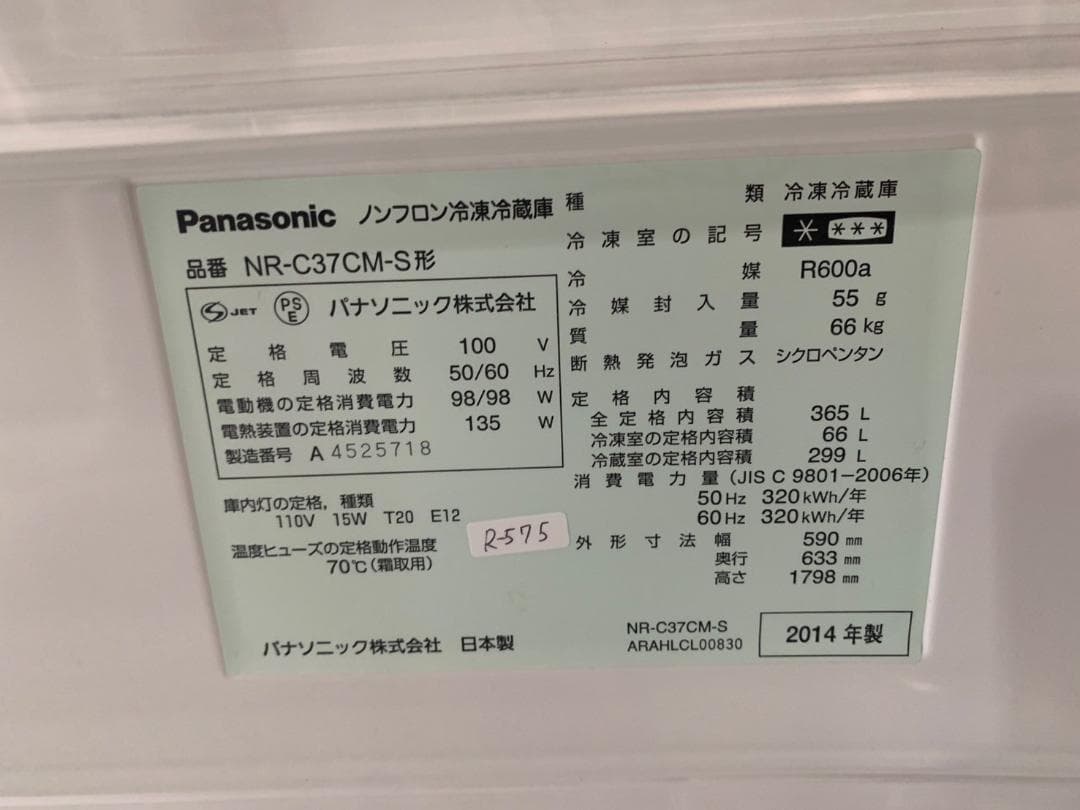 Panasonic ノンフロン冷凍冷蔵庫
品番 NR-C37CM-S形
JET PSE パナソニック株式会社
定格電圧 100 V
定格周波数 50/60 Hz
電動機の定格消費電力 98/98 W
電熱装置の定格消費電力 135 W
製造番号 A 4525718
庫内灯の定格，種類
110V 15W T20 E12
温度ヒューズの定格動作温度
70℃（霜取用）
R-575
種類 冷凍冷蔵庫
冷凍室の記号 * ***
冷媒 R600a
冷媒封入量 55 g
質量 66 kg
断熱発泡ガス シクロペンタン
定格内容積
全定格内容積 365 L
冷凍室の定格内容積 66 L
冷蔵室の定格内容積 299 L
消費電力量（JIS C 9801－2006年）
50 Hz 320 kWh/年
60 Hz 320 kWh/年
外形寸法 幅 590 mm
奥行 633 mm
高さ 1798 mm
パナソニック株式会社 日本製
NR-C37CM-S
ARAHLCL00830
2014 年製